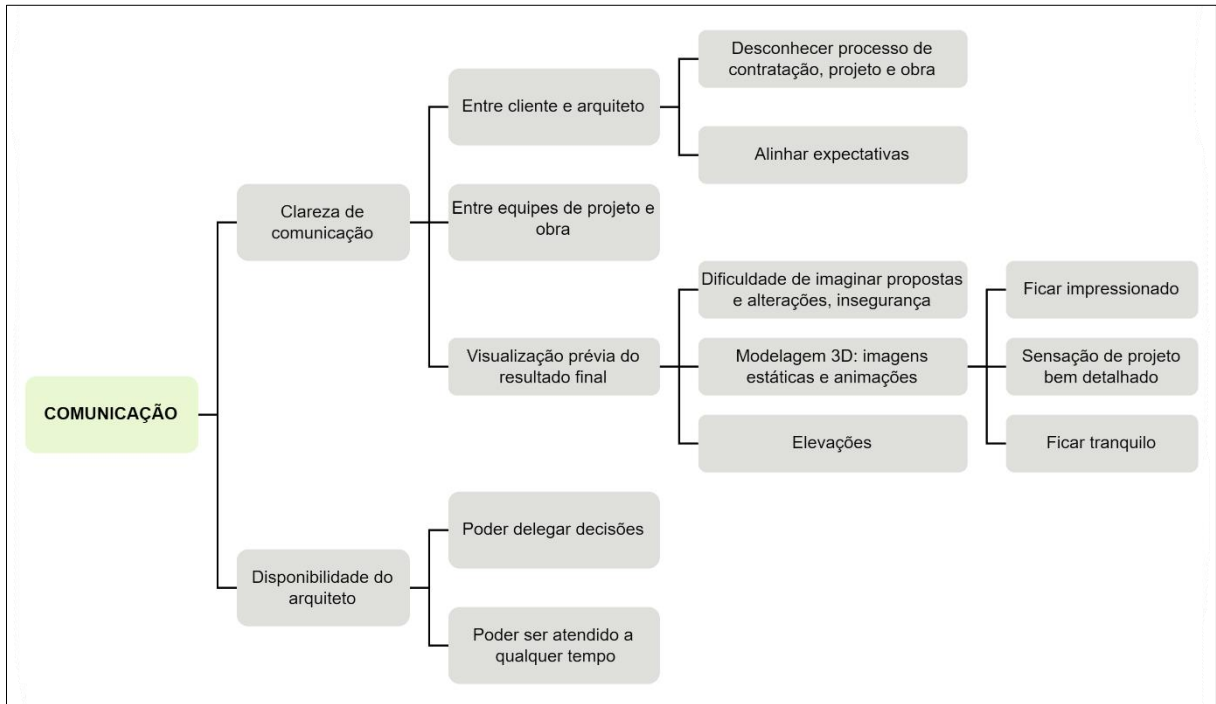 COMUNICAÇÃO
Clareza de
comunicação
Entre cliente e arquiteto
Desconhecer processo de
contratação, projeto e obra
Alinhar expectativas
Entre equipes de projeto e
obra
Visualização prévia do
resultado final
Dificuldade de imaginar propostas
e alterações, insegurança
Modelagem 3D: imagens
estáticas e animações
Ficar impressionado
Sensação de projeto
bem detalhado
Ficar tranquilo
Elevações
Disponibilidade do
arquiteto
Poder delegar decisões
Poder ser atendido a
qualquer tempo